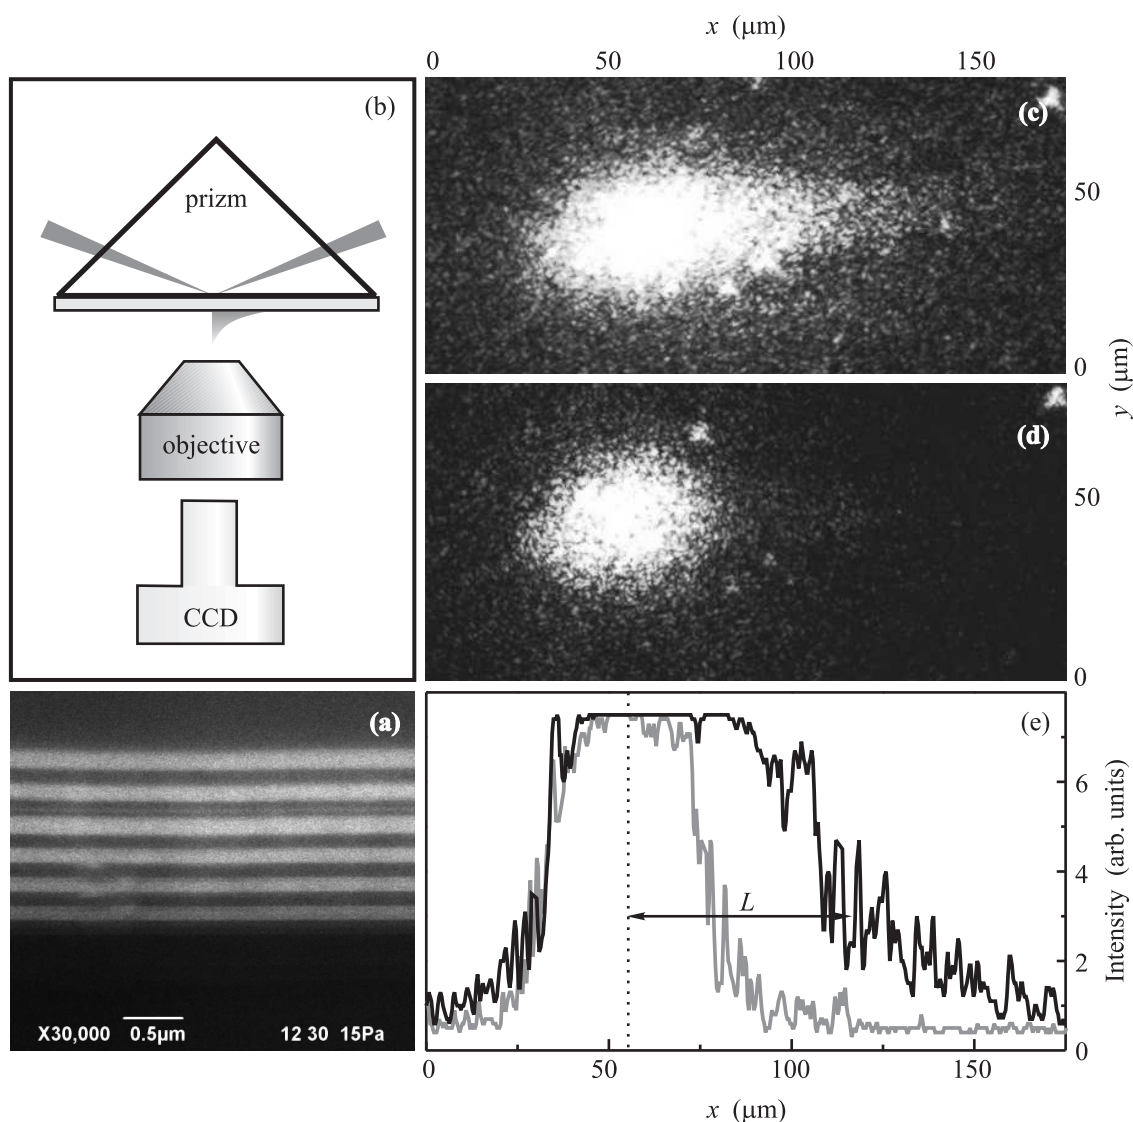 x (μm)
0 50 100 150
(b)
prizm
objective
CCD
(c)
50
0
y (μm)
(d)
50
0
(a)
X30,000 0.5μm 12 30 15Pa
(e)
L
6
4
2
0
Intensity (arb. units)
0 50 100 150
x (μm)